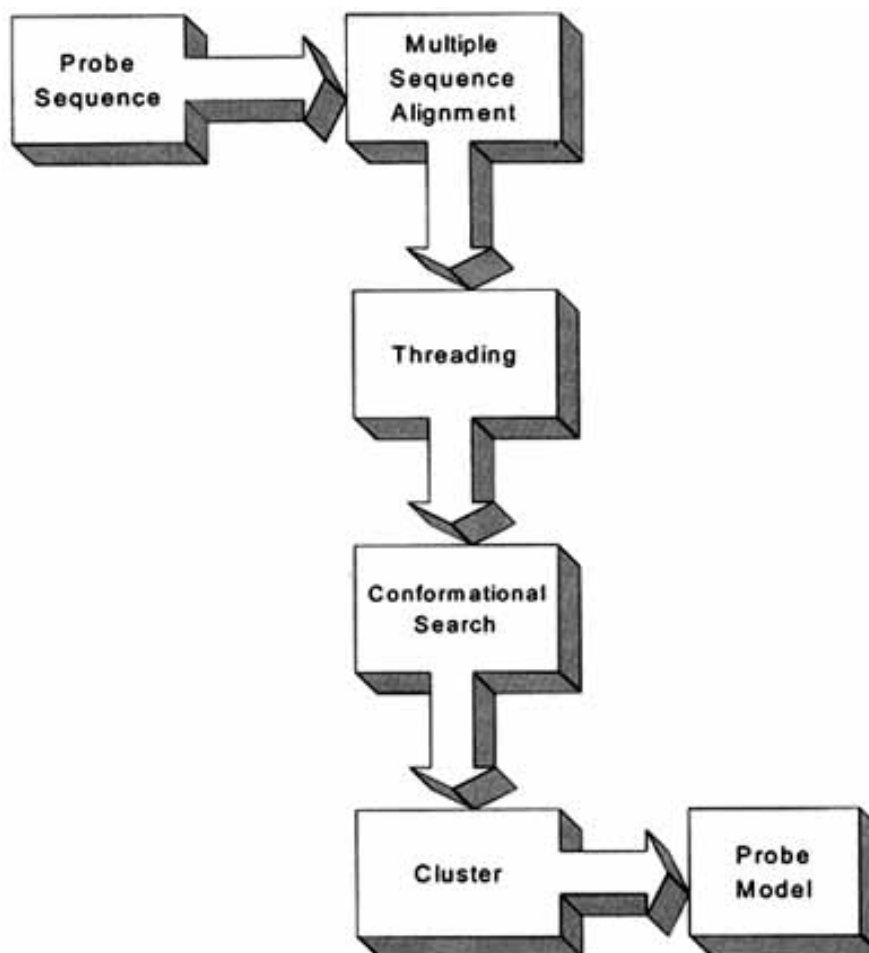 Probe
Sequence
Multiple
Sequence
Alignment
Threading
Conformational
Search
Cluster
Probe
Model